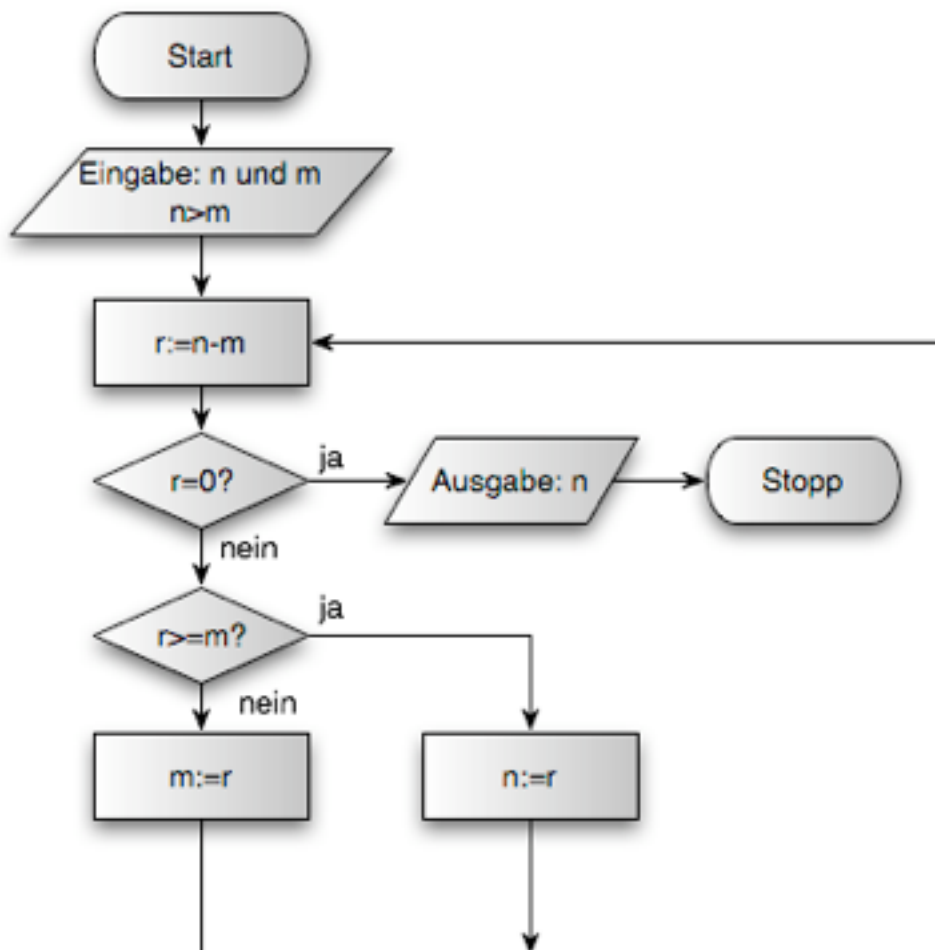 Start
Eingabe: n und m
n>m
r:=n-m
r=0?
ja
Ausgabe: n
Stopp
nein
r>=m?
ja
nein
m:=r
n:=r